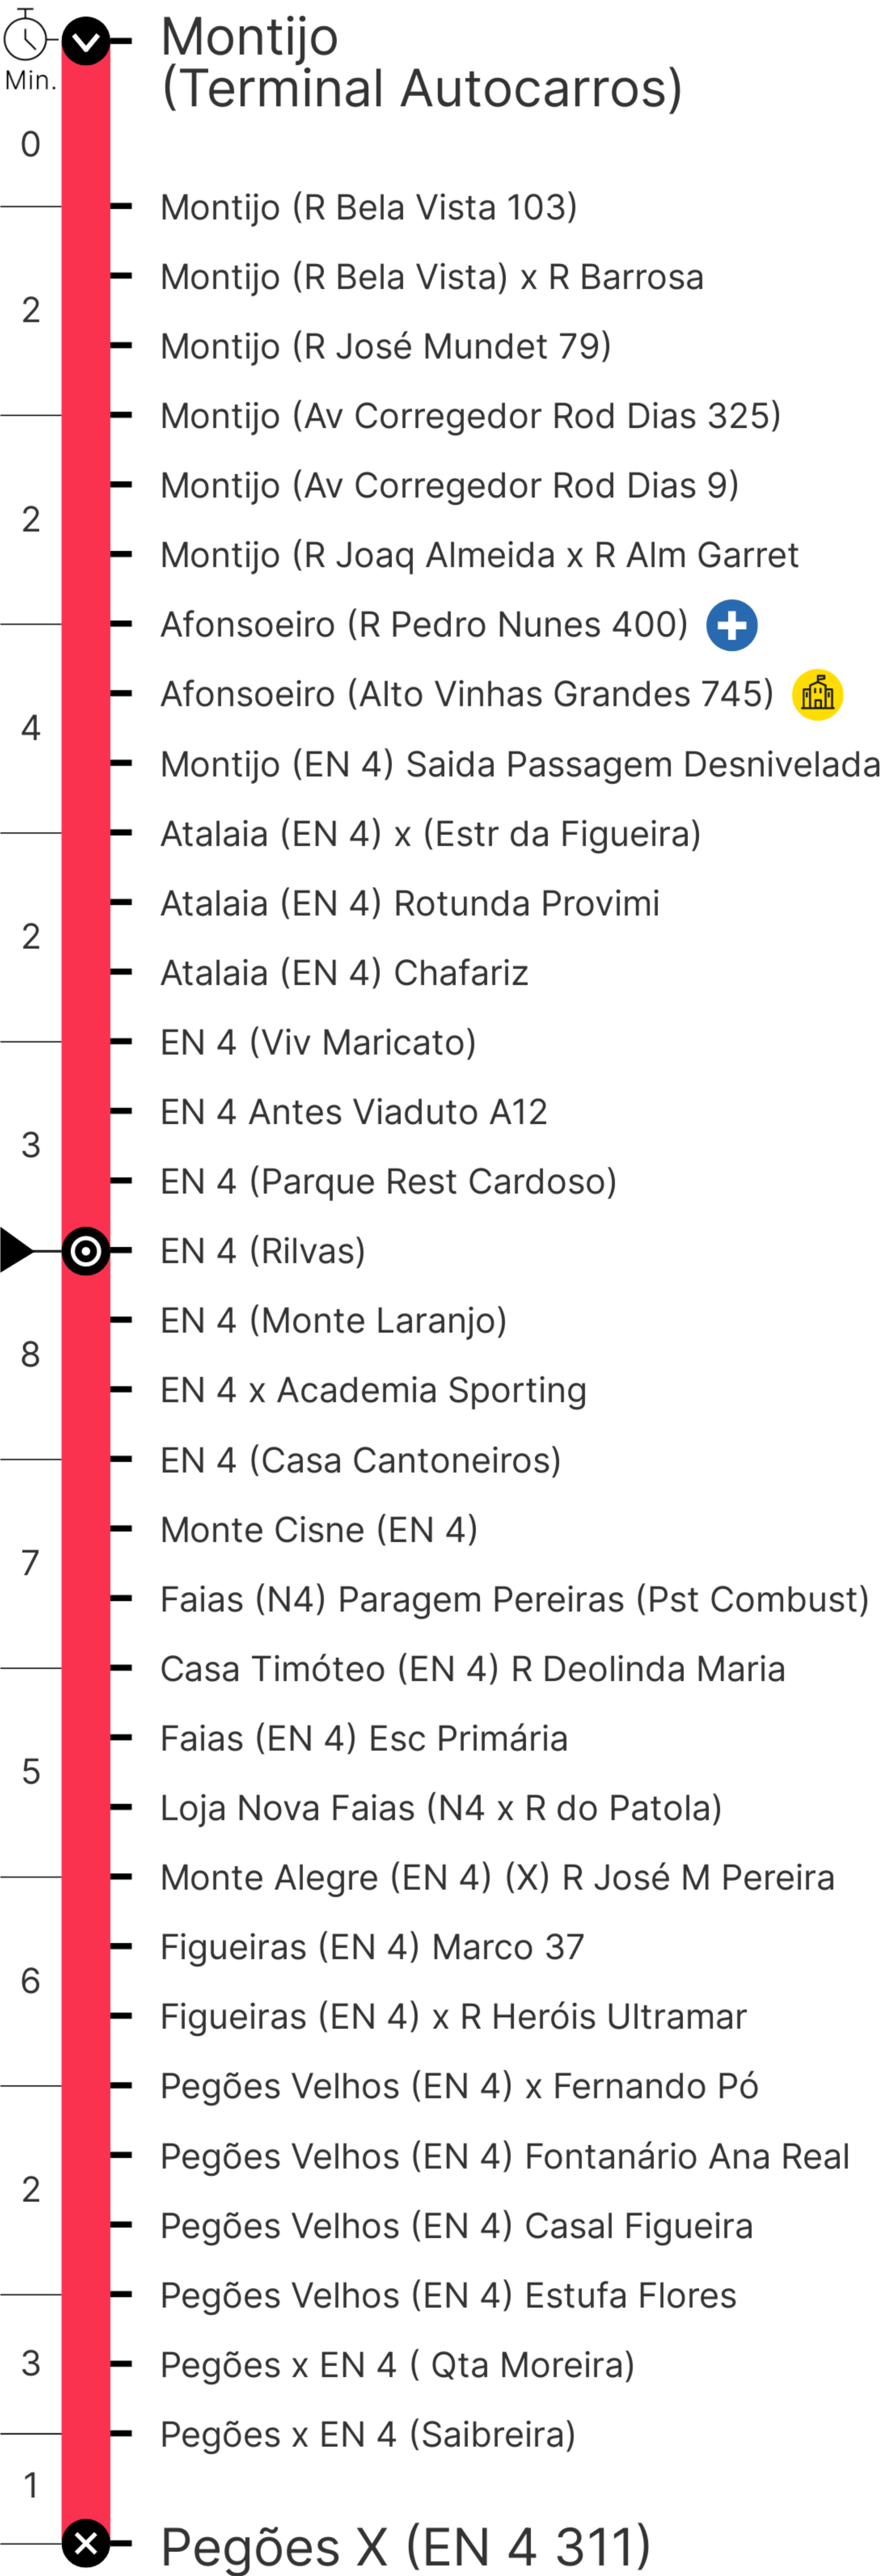 Montijo
(Terminal Autocarros)
Min.
0
Montijo (R Bela Vista 103)
Montijo (R Bela Vista) x R Barrosa
2
Montijo (R José Mundet 79)
Montijo (Av Corregedor Rod Dias 325)
Montijo (Av Corregedor Rod Dias 9)
2
Montijo (R Joaq Almeida x R Alm Garret
Afonsoeiro (R Pedro Nunes 400)
Afonsoeiro (Alto Vinhas Grandes 745)
4
Montijo (EN 4) Saida Passagem Desnivelada
Atalaia (EN 4) x (Estr da Figueira)
Atalaia (EN 4) Rotunda Provimi
2
Atalaia (EN 4) Chafariz
EN 4 (Viv Maricato)
EN 4 Antes Viaduto A12
3
EN 4 (Parque Rest Cardoso)
EN 4 (Rilvas)
EN 4 (Monte Laranjo)
8
EN 4 x Academia Sporting
EN 4 (Casa Cantoneiros)
Monte Cisne (EN 4)
7
Faias (N4) Paragem Pereiras (Pst Combust)
Casa Timóteo (EN 4) R Deolinda Maria
Faias (EN 4) Esc Primária
5
Loja Nova Faias (N4 x R do Patola)
Monte Alegre (EN 4) (X) R José M Pereira
Figueiras (EN 4) Marco 37
6
Figueiras (EN 4) x R Heróis Ultramar
Pegões Velhos (EN 4) x Fernando Pó
Pegões Velhos (EN 4) Fontanário Ana Real
2
Pegões Velhos (EN 4) Casal Figueira
Pegões Velhos (EN 4) Estufa Flores
3
Pegões x EN 4 ( Qta Moreira)
Pegões x EN 4 (Saibreira)
1
Pegões X (EN 4 311)